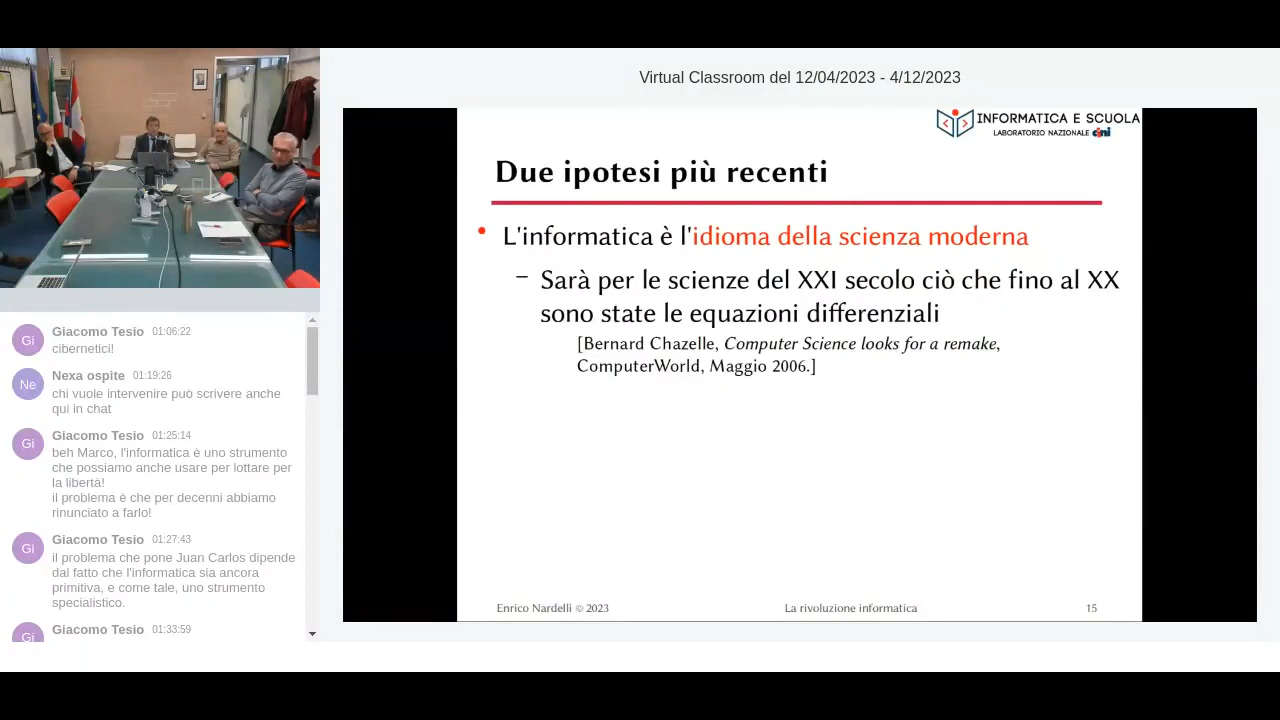 Virtual Classroom del 12/04/2023 - 4/12/2023
INFORMATICA E SCUOLA
LABORATORIO NAZIONALE cini
Due ipotesi più recenti
• L'informatica è l'idioma della scienza moderna
– Sarà per le scienze del XXI secolo ciò che fino al XX
sono state le equazioni differenziali
[Bernard Chazelle, Computer Science looks for a remake,
ComputerWorld, Maggio 2006.]
Enrico Nardelli © 2023
La rivoluzione informatica
15
Gi
Giacomo Tesio 01:06:22
cibernetici!
Ne
Nexa ospite 01:19:26
chi vuole intervenire può scrivere anche
qui in chat
Gi
Giacomo Tesio 01:25:14
beh Marco, l'informatica è uno strumento
che possiamo anche usare per lottare per
la libertà!
il problema è che per decenni abbiamo
rinunciato a farlo!
Gi
Giacomo Tesio 01:27:43
il problema che pone Juan Carlos dipende
dal fatto che l'informatica sia ancora
primitiva, e come tale, uno strumento
specialistico.
Gi
Giacomo Tesio 01:33:59